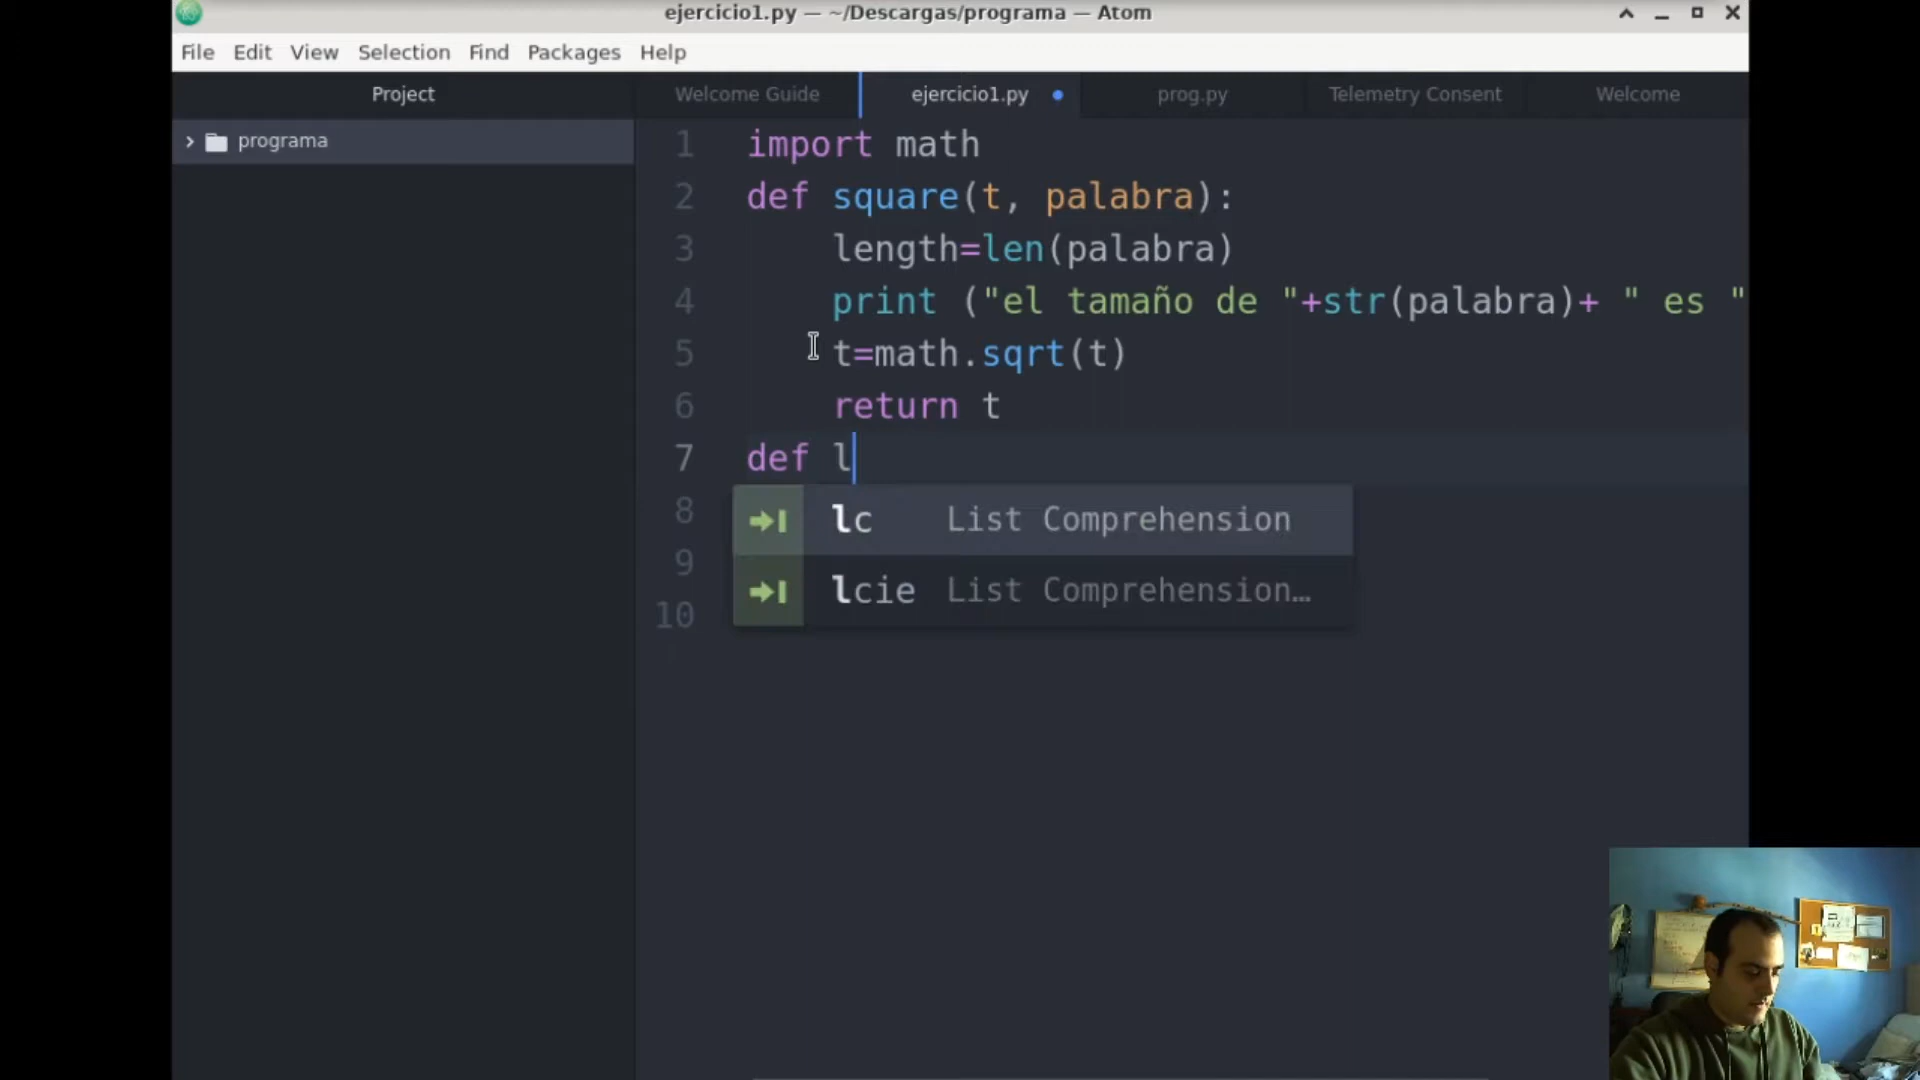 ejercicio1.py — ~/Descargas/programa — Atom
File Edit View Selection Find Packages Help
Project
Welcome Guide
ejercicio1.py
prog.py
Telemetry Consent
Welcome
programa
1 import math
2 def square(t, palabra):
3 length=len(palabra)
4 print ("el tamaño de "+str(palabra)+ " es "
5 t=math.sqrt(t)
6 return t
7 def l
8
lc List Comprehension
9
lcie List Comprehension…
10